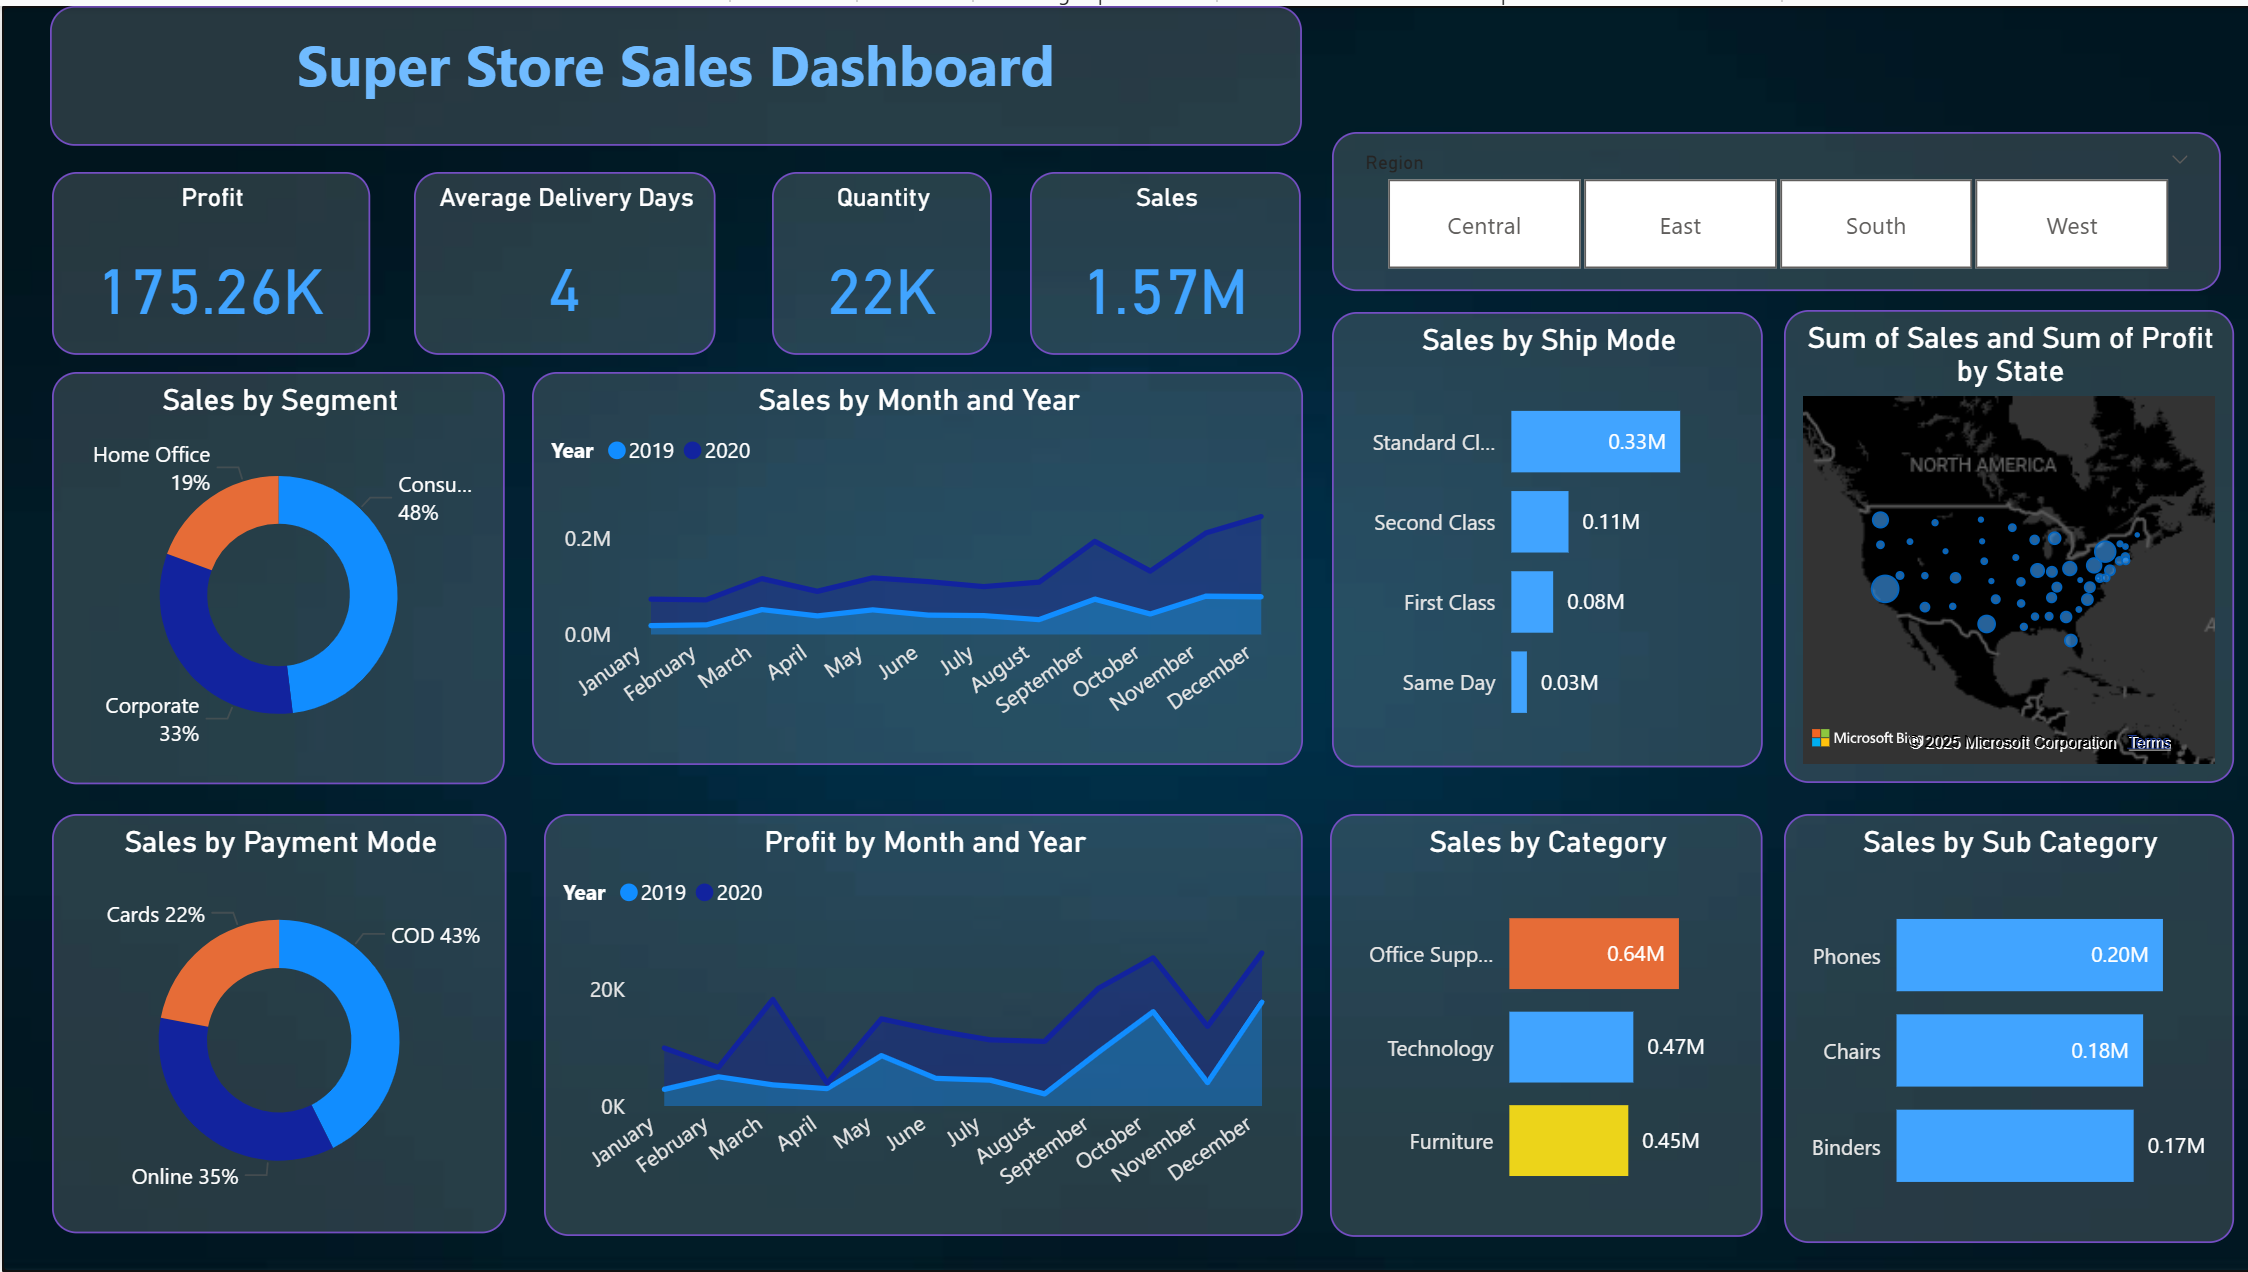 Super Store Sales Dashboard
Profit
175.26K
Average Delivery Days
4
Quantity
22K
Sales
1.57M
Region
Central
East
South
West
Sales by Segment
Home Office
19%
Consu...
48%
Corporate
33%
Sales by Month and Year
Year 2019 2020
0.2M
0.0M
January
February
March
April
May
June
July
August
September
October
November
December
Sales by Ship Mode
Standard Cl... 0.33M
Second Class 0.11M
First Class 0.08M
Same Day 0.03M
Sum of Sales and Sum of Profit
by State
NORTH AMERICA
A
Microsoft Bing
© 2025 Microsoft Corporation Terms
Sales by Payment Mode
Cards 22%
COD 43%
Online 35%
Profit by Month and Year
Year 2019 2020
20K
0K
January
February
March
April
May
June
July
August
September
October
November
December
Sales by Category
Office Supp... 0.64M
Technology 0.47M
Furniture 0.45M
Sales by Sub Category
Phones 0.20M
Chairs 0.18M
Binders 0.17M